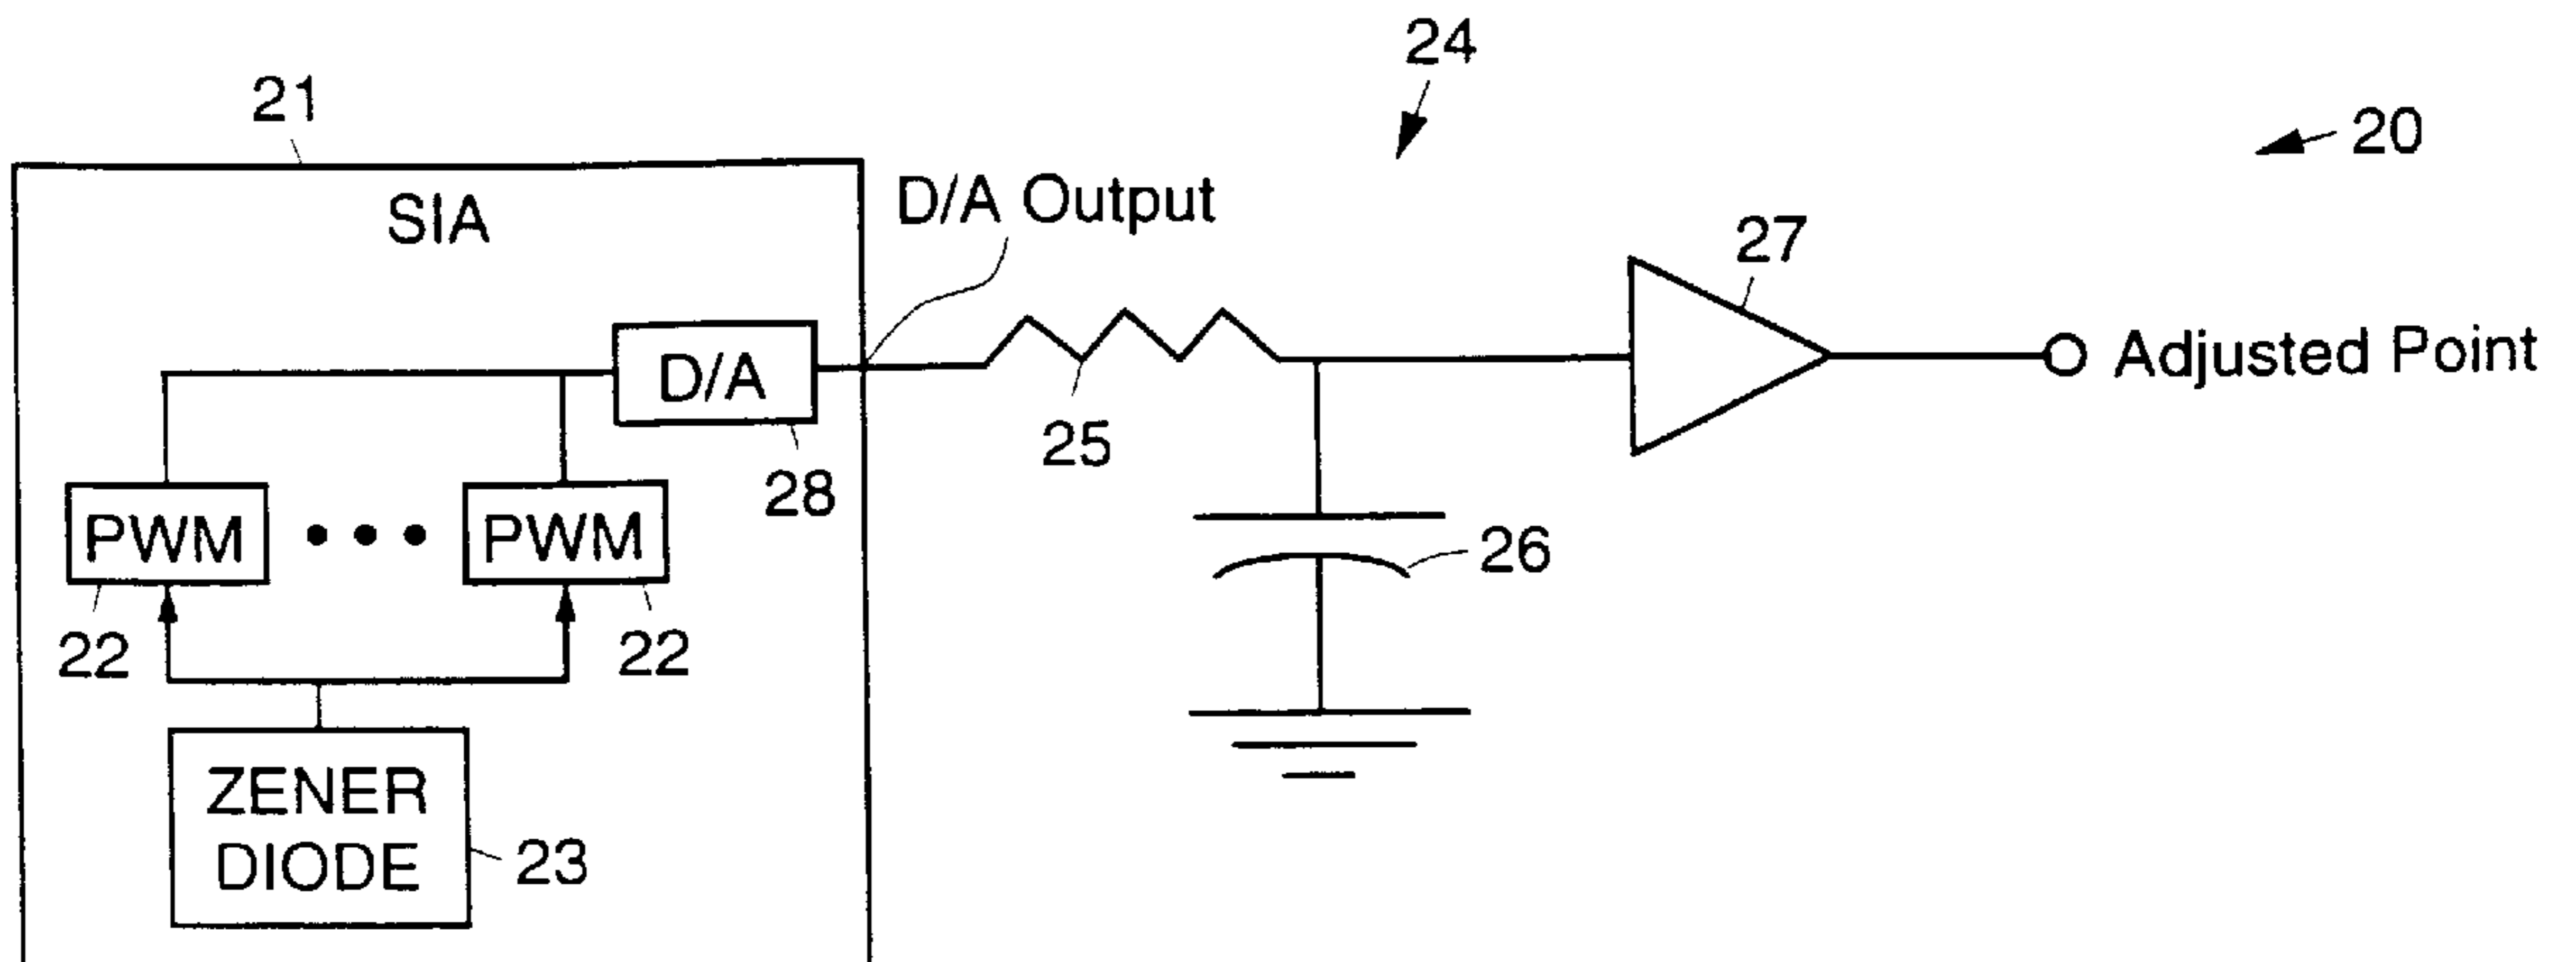 24
20
21
SIA
D/A Output
27
D/A
Adjusted Point
25
28
PWM
PWM
26
22
22
ZENER
DIODE
23